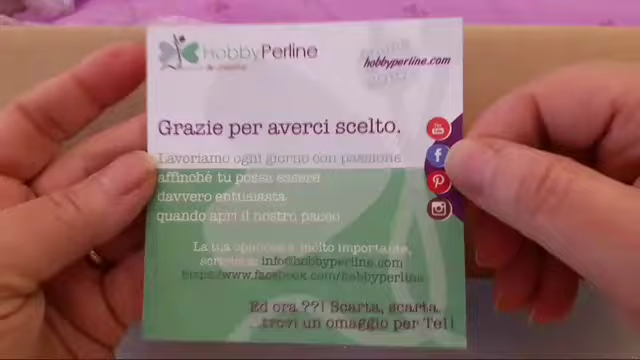 HobbyPerline
hobbyperline.com
Grazie per averci scelto.
Lavoriamo ogni giorno con passione
affinché tu possa essere
davvero entusiasta
quando apri il nostro pacco
La tua opinione è molto importante,
scrivici a: info@hobbyperline.com
https://www.facebook.com/hobbyperline
Ed ora ??! Scarta, scarta..
...trovi un omaggio per Te!!